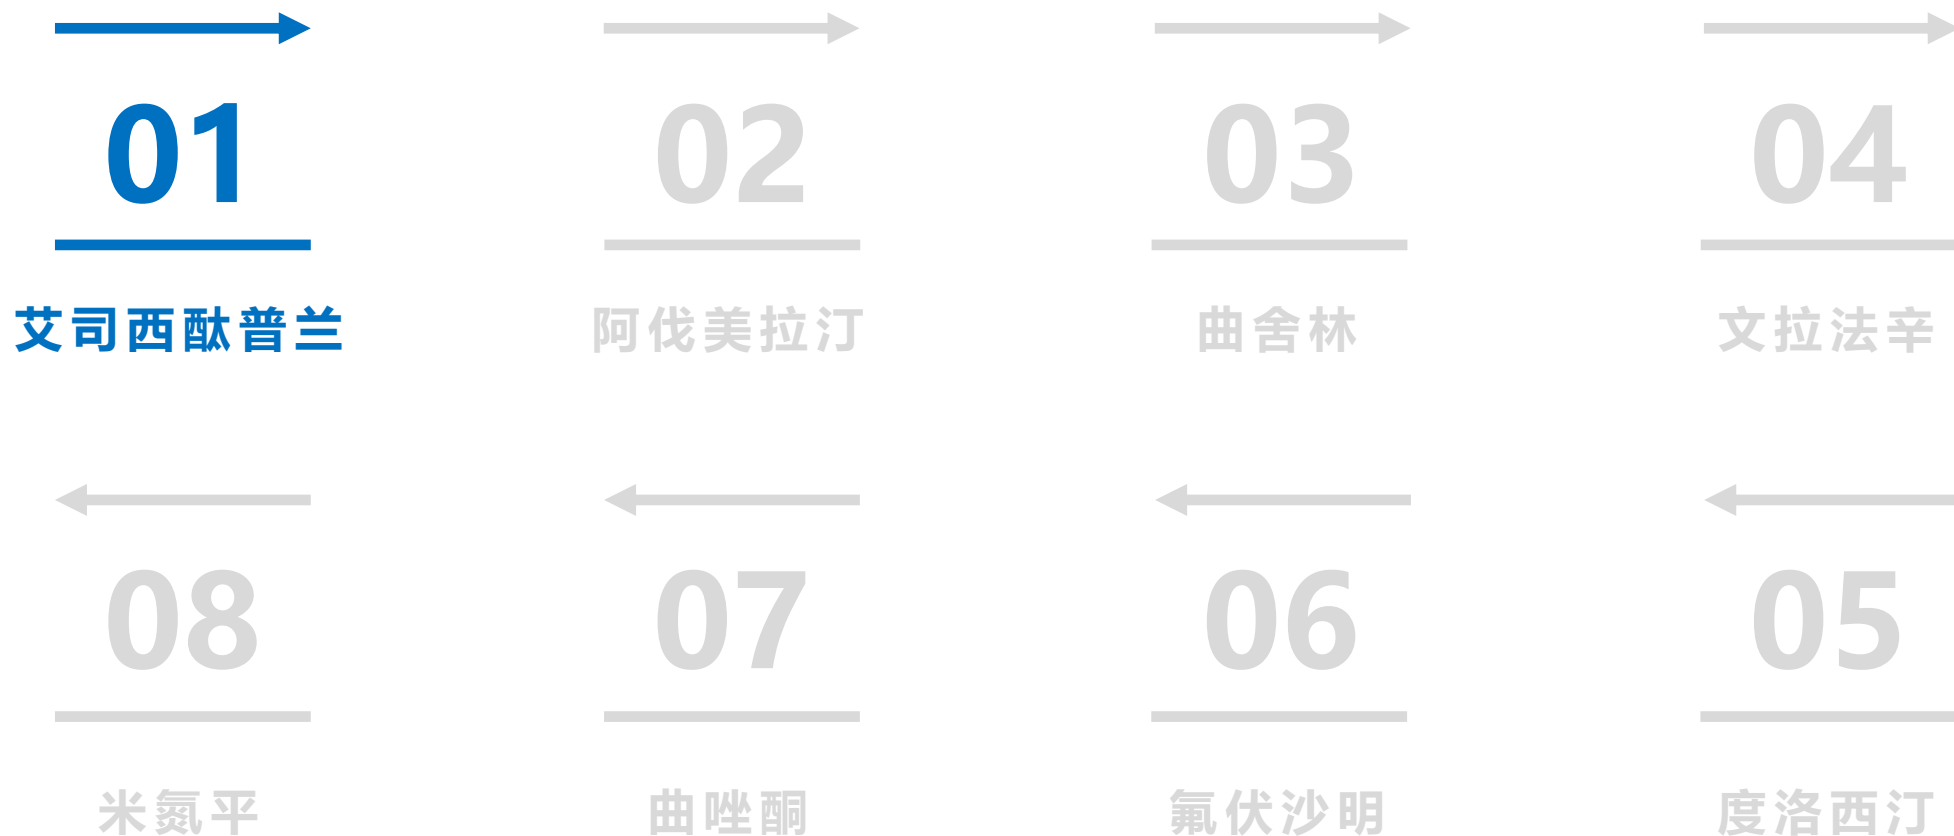 01 02 03 04
艾司西酞普兰 阿伐美拉汀 曲舍林 文拉法辛
08 07 06 05
米氮平 曲唑酮 氟伏沙明 度洛西汀